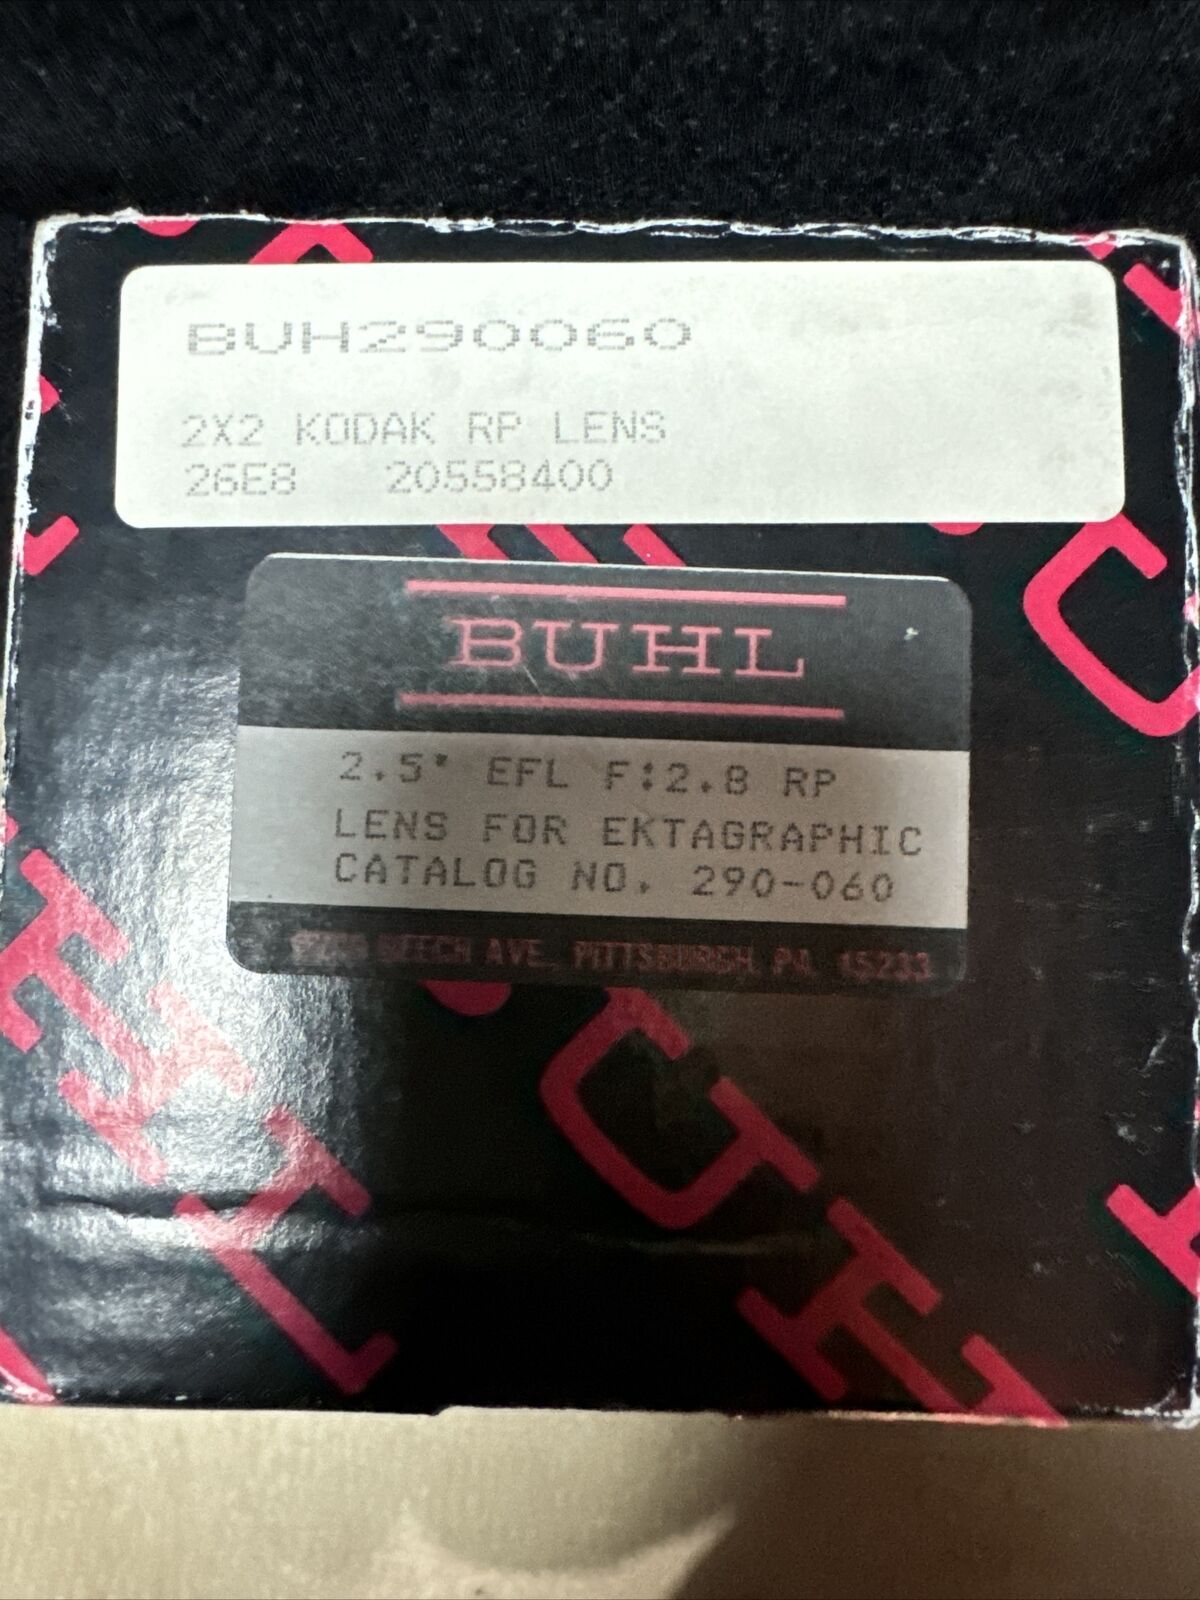 BUH290060
2X2 KODAK RP LENS
26E8 20558400
BUHL
2.5" EFL F:2.8 RP
LENS FOR EKTAGRAPHIC
CATALOG NO. 290-060
BEECH AVE., PITTSBURGH, PA. 15233